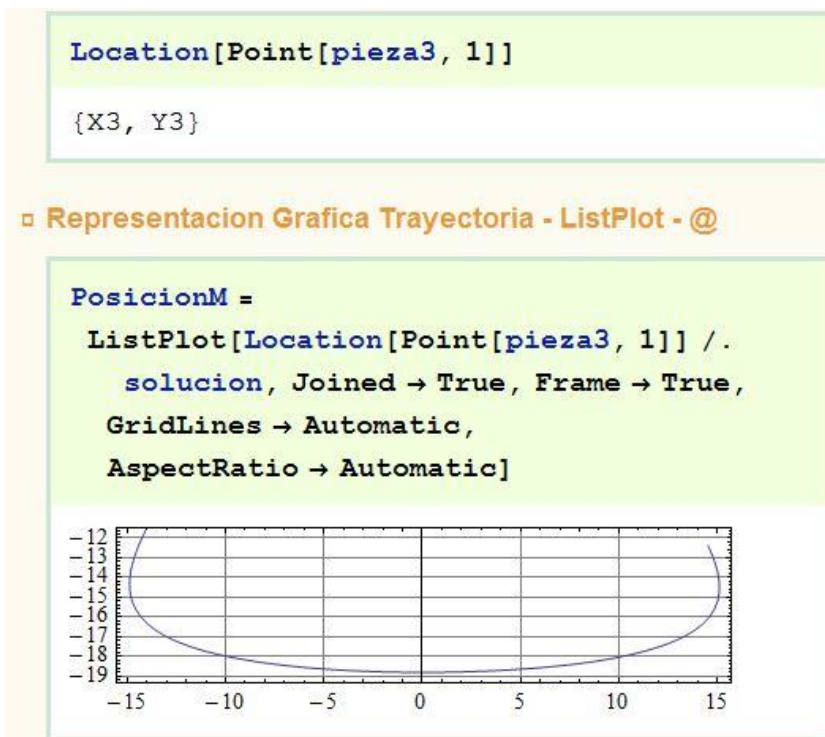 Location[Point[pieza3, 1]]
{X3, Y3}
Representacion Grafica Trayectoria - ListPlot - @
PosicionM =
ListPlot[Location[Point[pieza3, 1]] /.
solucion, Joined → True, Frame → True,
GridLines → Automatic,
AspectRatio → Automatic]
-12
-13
-14
-15
-16
-17
-18
-19
-15 -10 -5 0 5 10 15